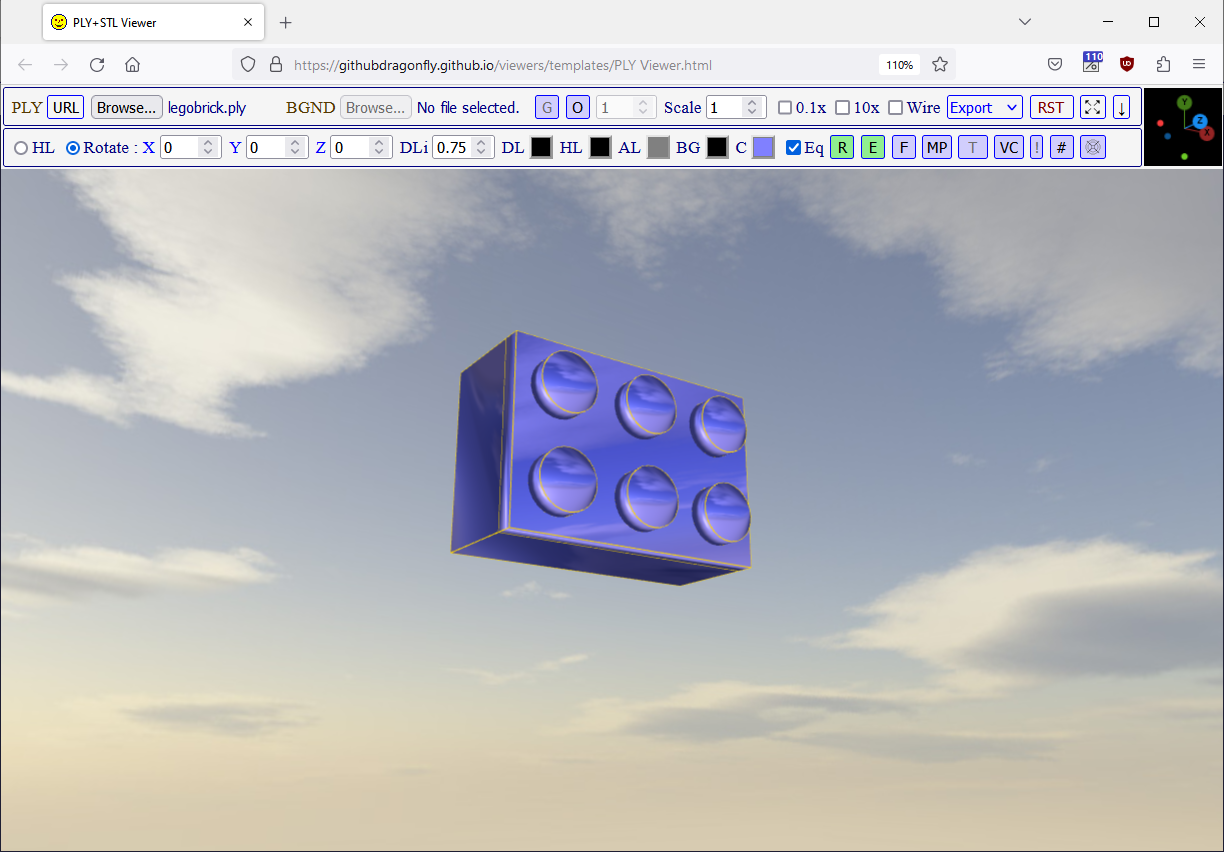 PLY+STL Viewer
https://githubdragonfly.github.io/viewers/templates/PLY Viewer.html 110% 110 UD
PLY URL Browse... legobrick.ply BGND Browse... No file selected. G O 1 Scale 1 0.1x 10x Wire Export RST ↓
HL Rotate : X 0 Y 0 Z 0 DLi 0.75 DL HL AL BG C Eq R E F MP T VC ! #
Y
Z
X